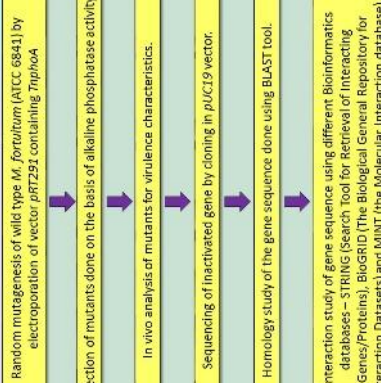 Random mutagenesis of wild type M. fortuitum (ATCC 6841) by
electroporation of vector pRT291 containing TnphoA
ection of mutants done on the basis of alkaline phosphatase activity
In vivo analysis of mutants for virulence characteristics.
Sequencing of inactivated gene by cloning in pUC19 vector.
Homology study of the gene sequence done using BLAST tool.
nteraction study of gene sequence using different Bioinformatics
databases – STRING (Search Tool for Retrieval of Interacting
Genes/Proteins), BioGRID (The Biological General Repository for
eraction Datasets) and MINT (the Molecular Interaction database)